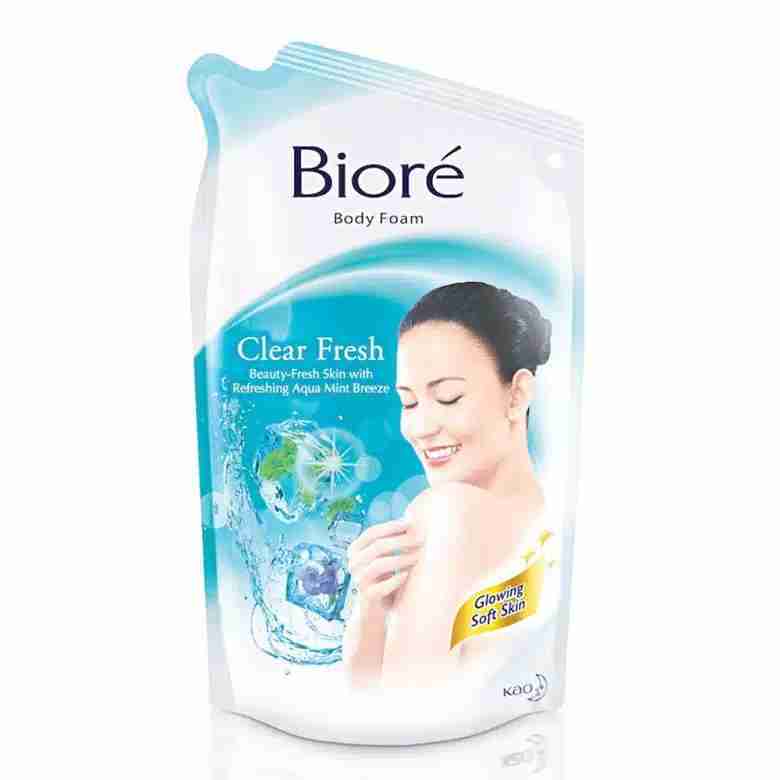 Bioré
Body Foam
Clear Fresh
Beauty-Fresh Skin with
Refreshing Aqua Mint Breeze
Glowing
Soft Skin
Kao